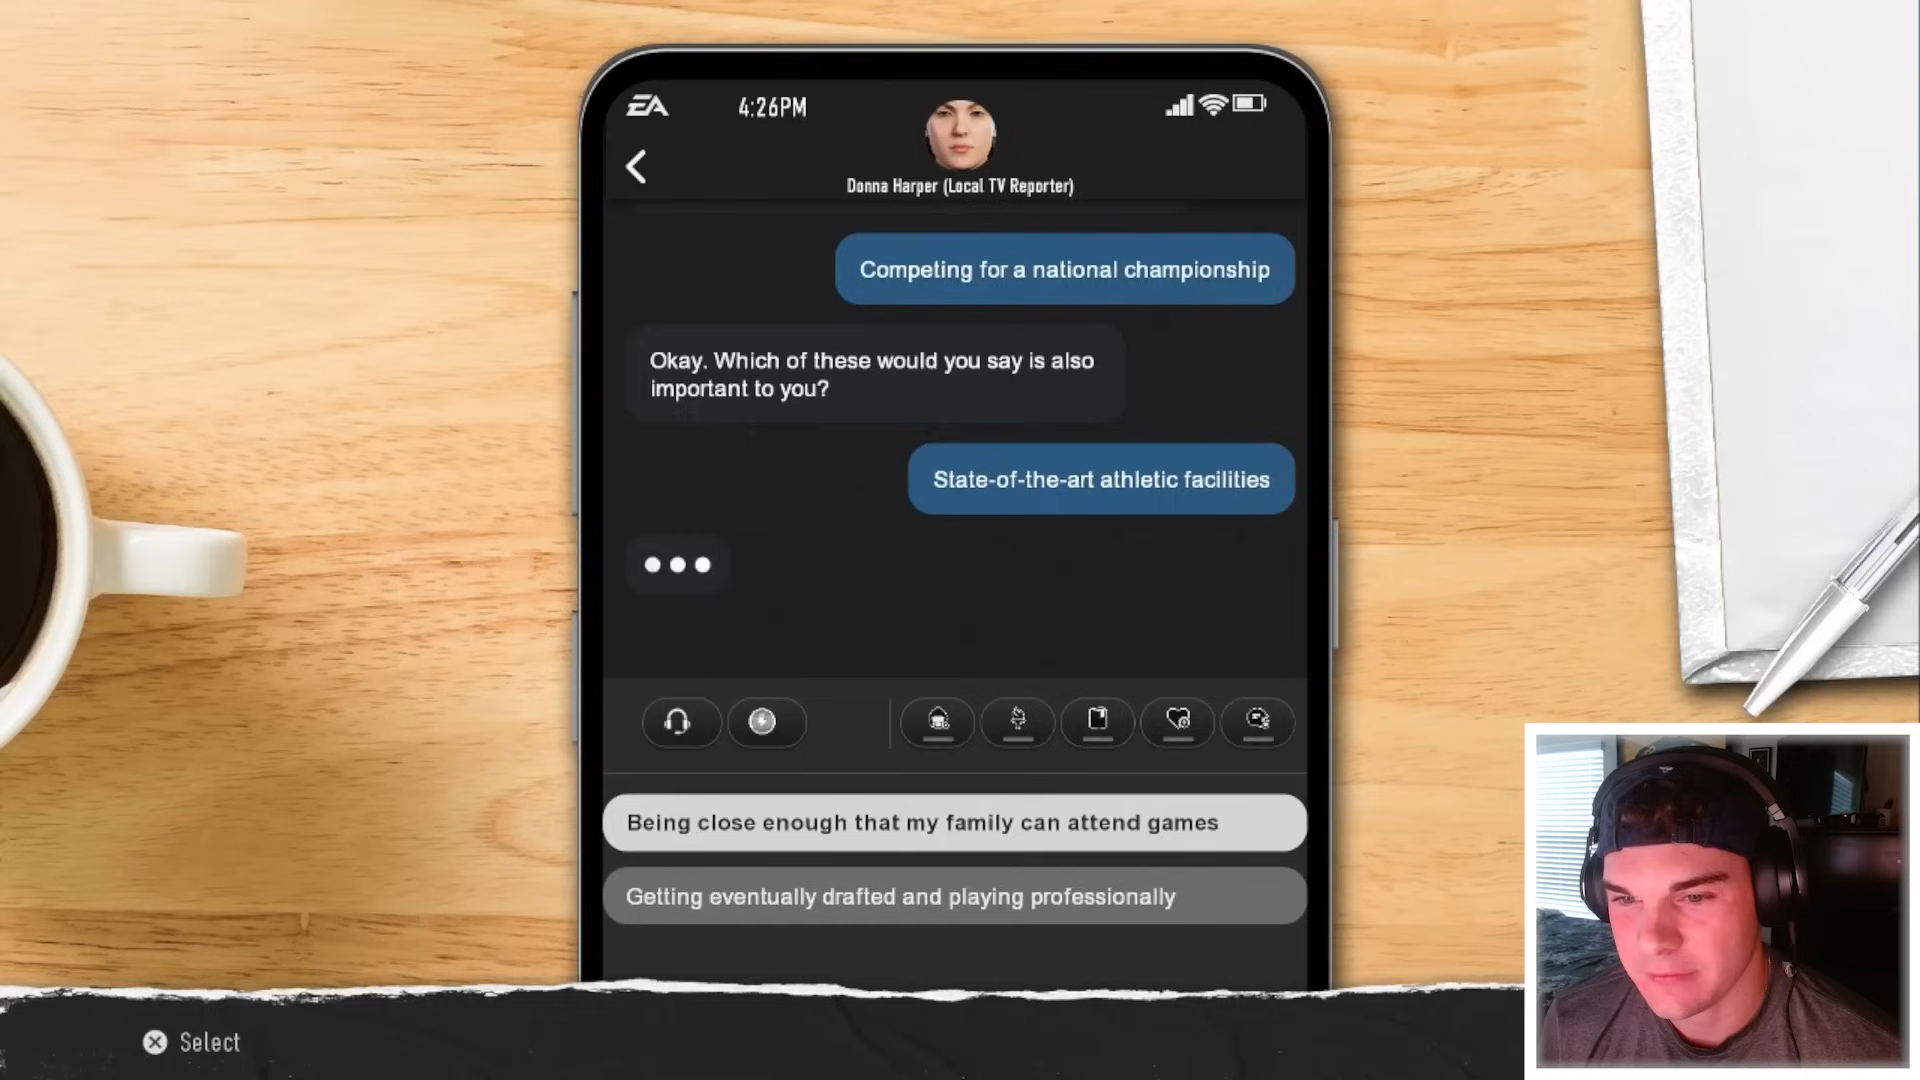 EA
4:26PM
Donna Harper (Local TV Reporter)
Competing for a national championship
Okay. Which of these would you say is also
important to you?
State-of-the-art athletic facilities
Being close enough that my family can attend games
Getting eventually drafted and playing professionally
Select